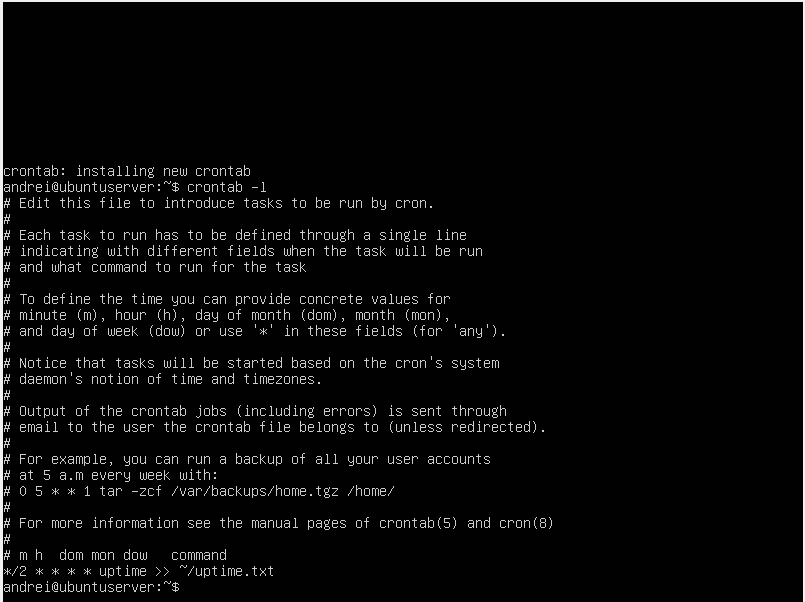 crontab: installing new crontab
andrei@ubuntuserver:~$ crontab -l
# Edit this file to introduce tasks to be run by cron.
#
# Each task to run has to be defined through a single line
# indicating with different fields when the task will be run
# and what command to run for the task
#
# To define the time you can provide concrete values for
# minute (m), hour (h), day of month (dom), month (mon),
# and day of week (dow) or use '*' in these fields (for 'any').
#
# Notice that tasks will be started based on the cron's system
# daemon's notion of time and timezones.
#
# Output of the crontab jobs (including errors) is sent through
# email to the user the crontab file belongs to (unless redirected).
#
# For example, you can run a backup of all your user accounts
# at 5 a.m every week with:
# 0 5 * * 1 tar -zcf /var/backups/home.tgz /home/
#
# For more information see the manual pages of crontab(5) and cron(8)
#
# m h  dom mon dow   command
*/2 * * * * uptime >> ~/uptime.txt
andrei@ubuntuserver:~$